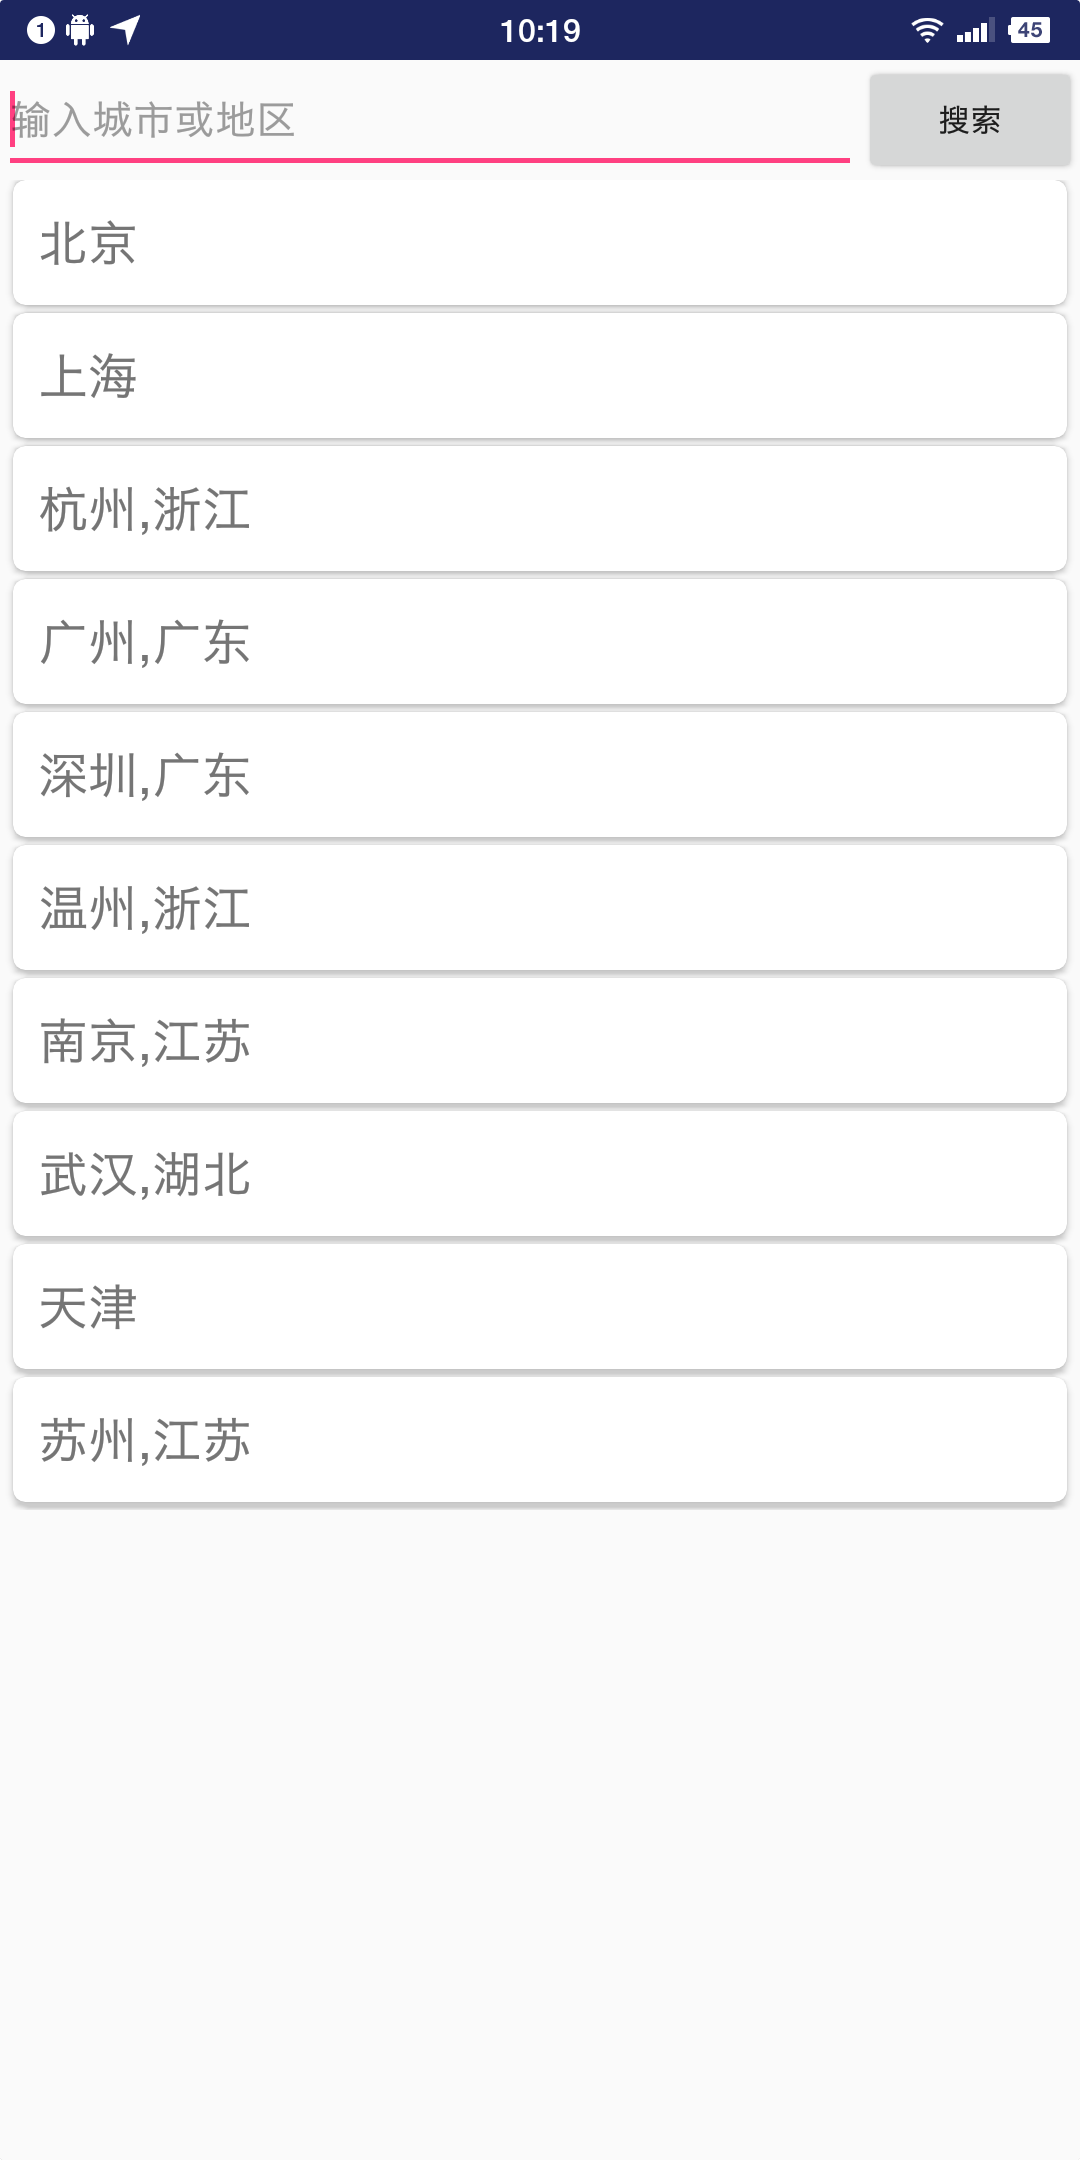 1
10:19
45
输入城市或地区
搜索
北京
上海
杭州,浙江
广州,广东
深圳,广东
温州,浙江
南京,江苏
武汉,湖北
天津
苏州,江苏